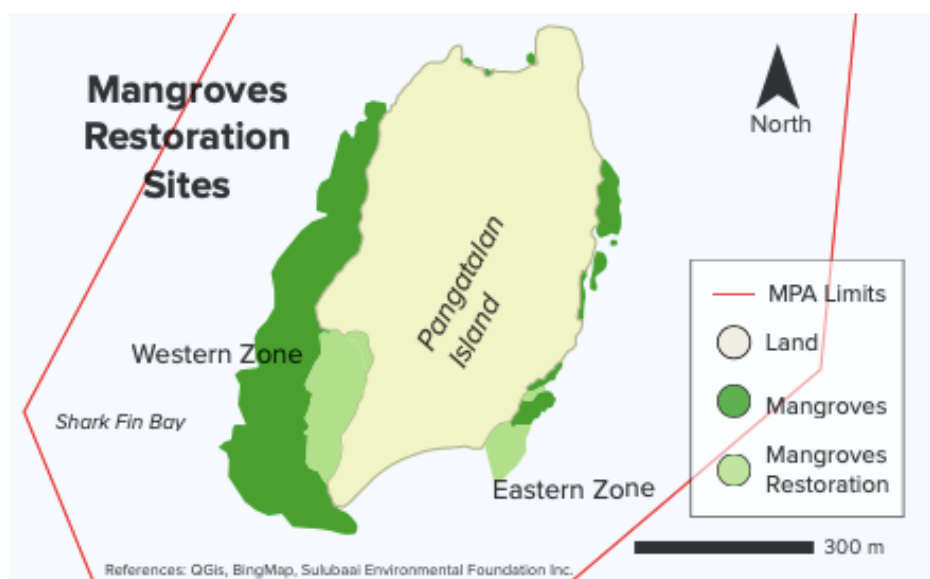 Mangroves
Restoration
Sites
North
Pangatalan
Island
MPA Limits
Land
Western Zone
Mangroves
Shark Fin Bay
Mangroves
Restoration
Eastern Zone
300 m
References: QGis, BingMap, Sulubaai Environmental Foundation Inc.